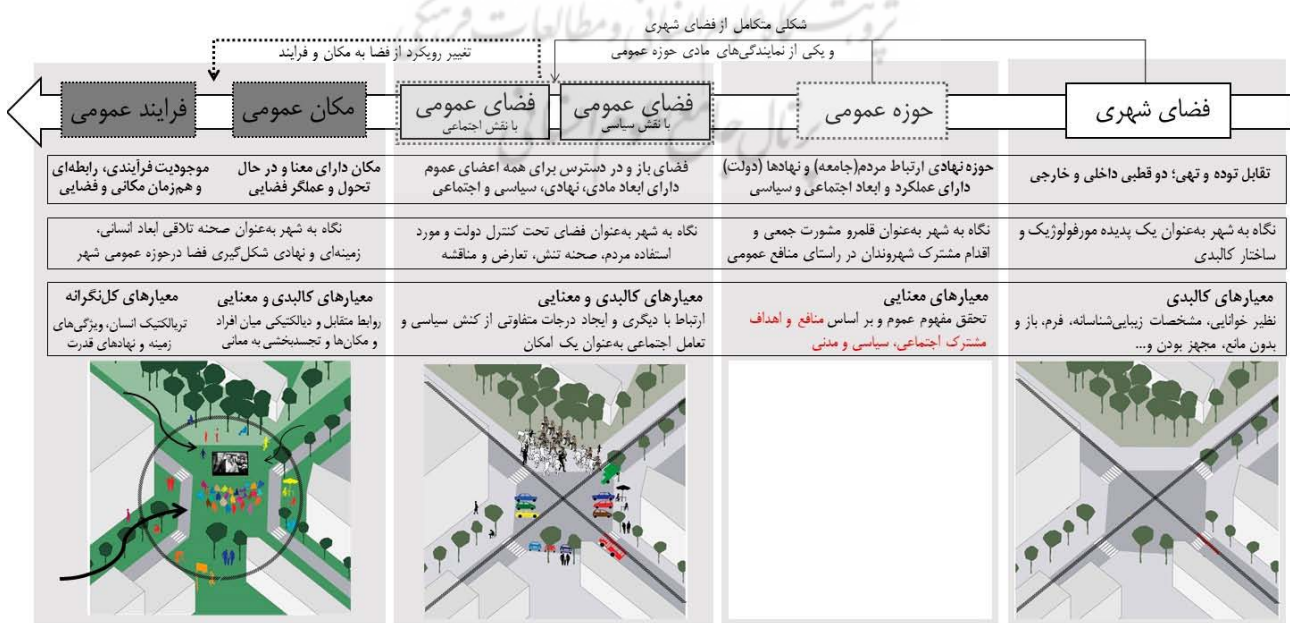 پژوهشگاه علوم انسانی و مطالعات فرهنگی
پرتال جامع علوم انسانی
شکلی متکامل از فضای شهری
و یکی از نمایندگی‌های مادی حوزه عمومی
تغییر رویکرد از فضا به مکان و فرایند
فضای شهری
حوزه عمومی
فضای عمومی
با نقش سیاسی
فضای عمومی
با نقش اجتماعی
مکان عمومی
فرایند عمومی
تقابل توده و تهی؛ دو قطبی داخلی و خارجی
حوزه نهادی ارتباط مردم(جامعه) و نهادها (دولت)
دارای عملکرد و ابعاد اجتماعی و سیاسی
فضای باز و در دسترس برای همه اعضای عموم
دارای ابعاد مادی، نهادی، سیاسی و اجتماعی
مکان دارای معنا و در حال
تحول و عملگر فضایی
موجودیت فرآیندی، رابطه‌ای
و هم‌زمان مکانی و فضایی
نگاه به شهر به‌عنوان یک پدیده مورفولوژیک و
ساختار کالبدی
نگاه به شهر به‌عنوان قلمرو مشورت جمعی و
اقدام مشترک شهروندان در راستای منافع عمومی
نگاه به شهر به‌عنوان فضای تحت کنترل دولت و مورد
استفاده مردم، صحنه تنش، تعارض و مناقشه
نگاه به شهر به‌عنوان صحنه تلاقی ابعاد انسانی،
زمینه‌ای و نهادی شکل‌گیری فضا درحوزه عمومی شهر
معیارهای کالبدی
نظیر خوانایی، مشخصات زیبایی‌شناسانه، فرم، باز و
بدون مانع، مجهز بودن و...
معیارهای معنایی
تحقق مفهوم عموم و بر اساس منافع و اهداف
مشترک اجتماعی، سیاسی و مدنی
معیارهای کالبدی و معنایی
ارتباط با دیگری و ایجاد درجات متفاوتی از کنش سیاسی و
تعامل اجتماعی به‌عنوان یک امکان
معیارهای کالبدی و معنایی
روابط متقابل و دیالکتیکی میان افراد
و مکان‌ها و تجسدبخشی به معانی
معیارهای کل‌نگرانه
تریالکتیک انسان، ویژگی‌های
زمینه و نهادهای قدرت